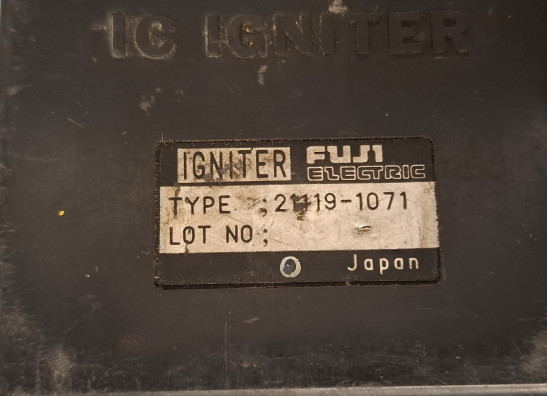 IC IGNITER
IGNITER FUJI ELECTRIC
TYPE ; 21119-1071
LOT NO ;
Japan